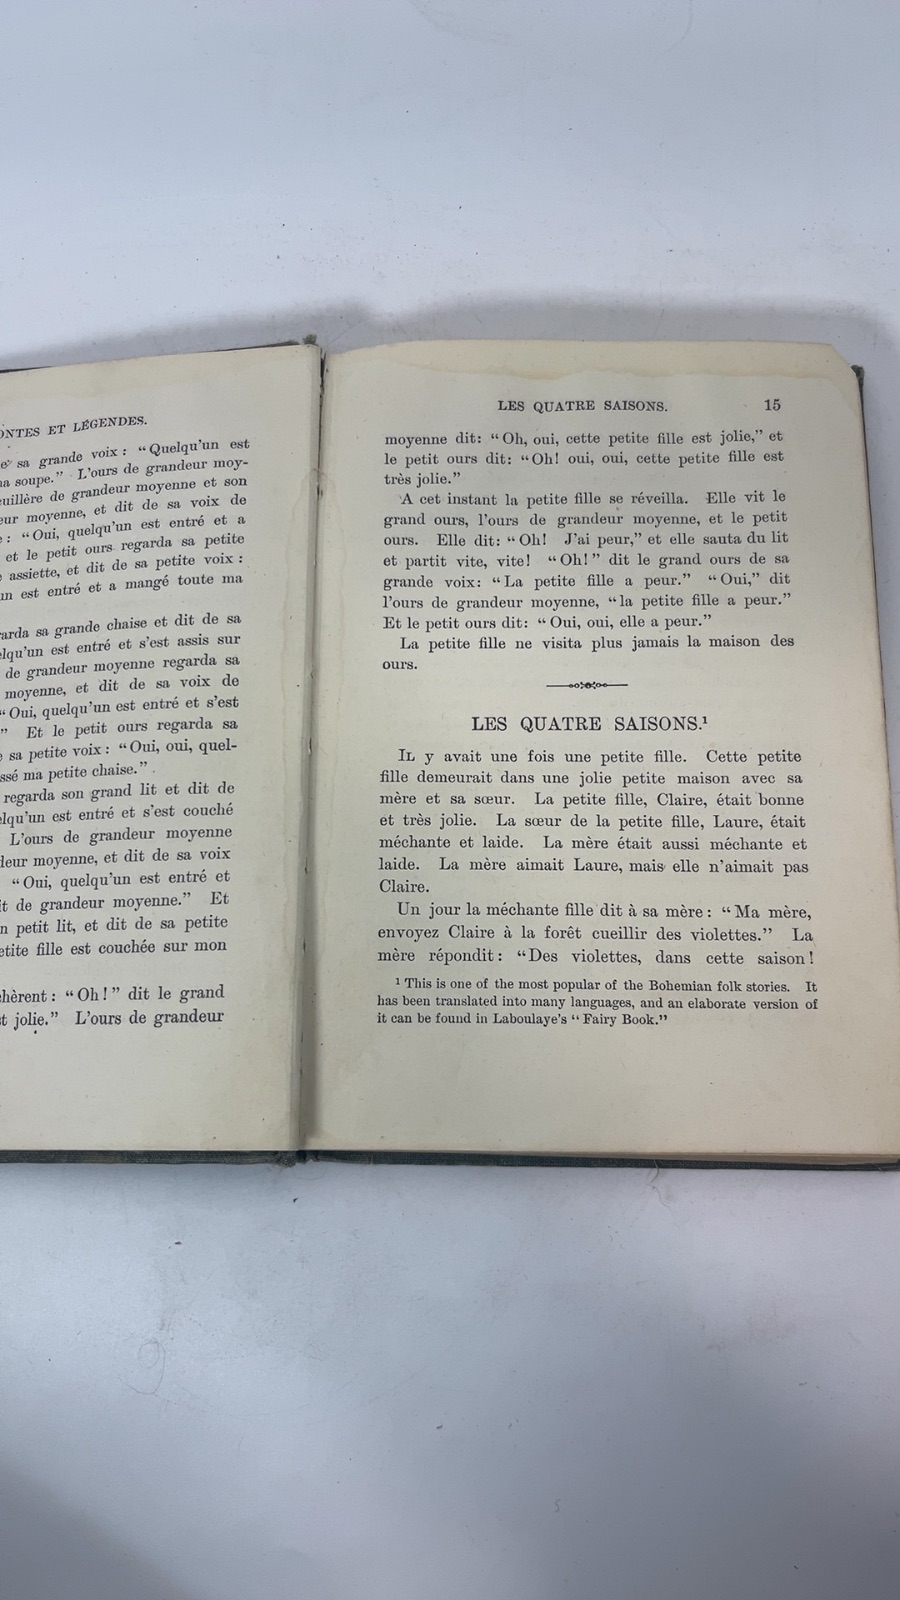 ONTES ET LÉGENDES.
sa grande voix : “Quelqu'un est
soupe.” L'ours de grandeur moy-
de grandeur moyenne et son
moyenne, et dit de sa voix de
: “Oui, quelqu'un est entré et a
et le petit ours regarda sa petite
assiette, et dit de sa petite voix :
est entré et a mangé toute ma
sa grande chaise et dit de sa
est entré et s'est assis sur
de grandeur moyenne regarda sa
moyenne, et dit de sa voix de
“Oui, quelqu'un est entré et s'est
” Et le petit ours regarda sa
sa petite voix : “Oui, oui, quel-
ma petite chaise.”
regarda son grand lit et dit de
est entré et s'est couché
L'ours de grandeur moyenne
moyenne, et dit de sa voix
“Oui, quelqu'un est entré et
de grandeur moyenne.” Et
petit lit, et dit de sa petite
fille est couchée sur mon
: “Oh!” dit le grand
jolie.” L'ours de grandeur
LES QUATRE SAISONS. 15
moyenne dit: “Oh, oui, cette petite fille est jolie,” et
le petit ours dit: “Oh! oui, oui, cette petite fille est
très jolie.”
A cet instant la petite fille se réveilla. Elle vit le
grand ours, l'ours de grandeur moyenne, et le petit
ours. Elle dit: “Oh! J'ai peur,” et elle sauta du lit
et partit vite, vite! “Oh!” dit le grand ours de sa
grande voix: “La petite fille a peur.” “Oui,” dit
l'ours de grandeur moyenne, “la petite fille a peur.”
Et le petit ours dit: “Oui, oui, elle a peur.”
La petite fille ne visita plus jamais la maison des
ours.
LES QUATRE SAISONS.¹
IL y avait une fois une petite fille. Cette petite
fille demeurait dans une jolie petite maison avec sa
mère et sa sœur. La petite fille, Claire, était bonne
et très jolie. La sœur de la petite fille, Laure, était
méchante et laide. La mère était aussi méchante et
laide. La mère aimait Laure, mais elle n'aimait pas
Claire.
Un jour la méchante fille dit à sa mère : “Ma mère,
envoyez Claire à la forêt cueillir des violettes.” La
mère répondit : “Des violettes, dans cette saison!
¹ This is one of the most popular of the Bohemian folk stories. It
has been translated into many languages, and an elaborate version of
it can be found in Laboulaye's “Fairy Book.”